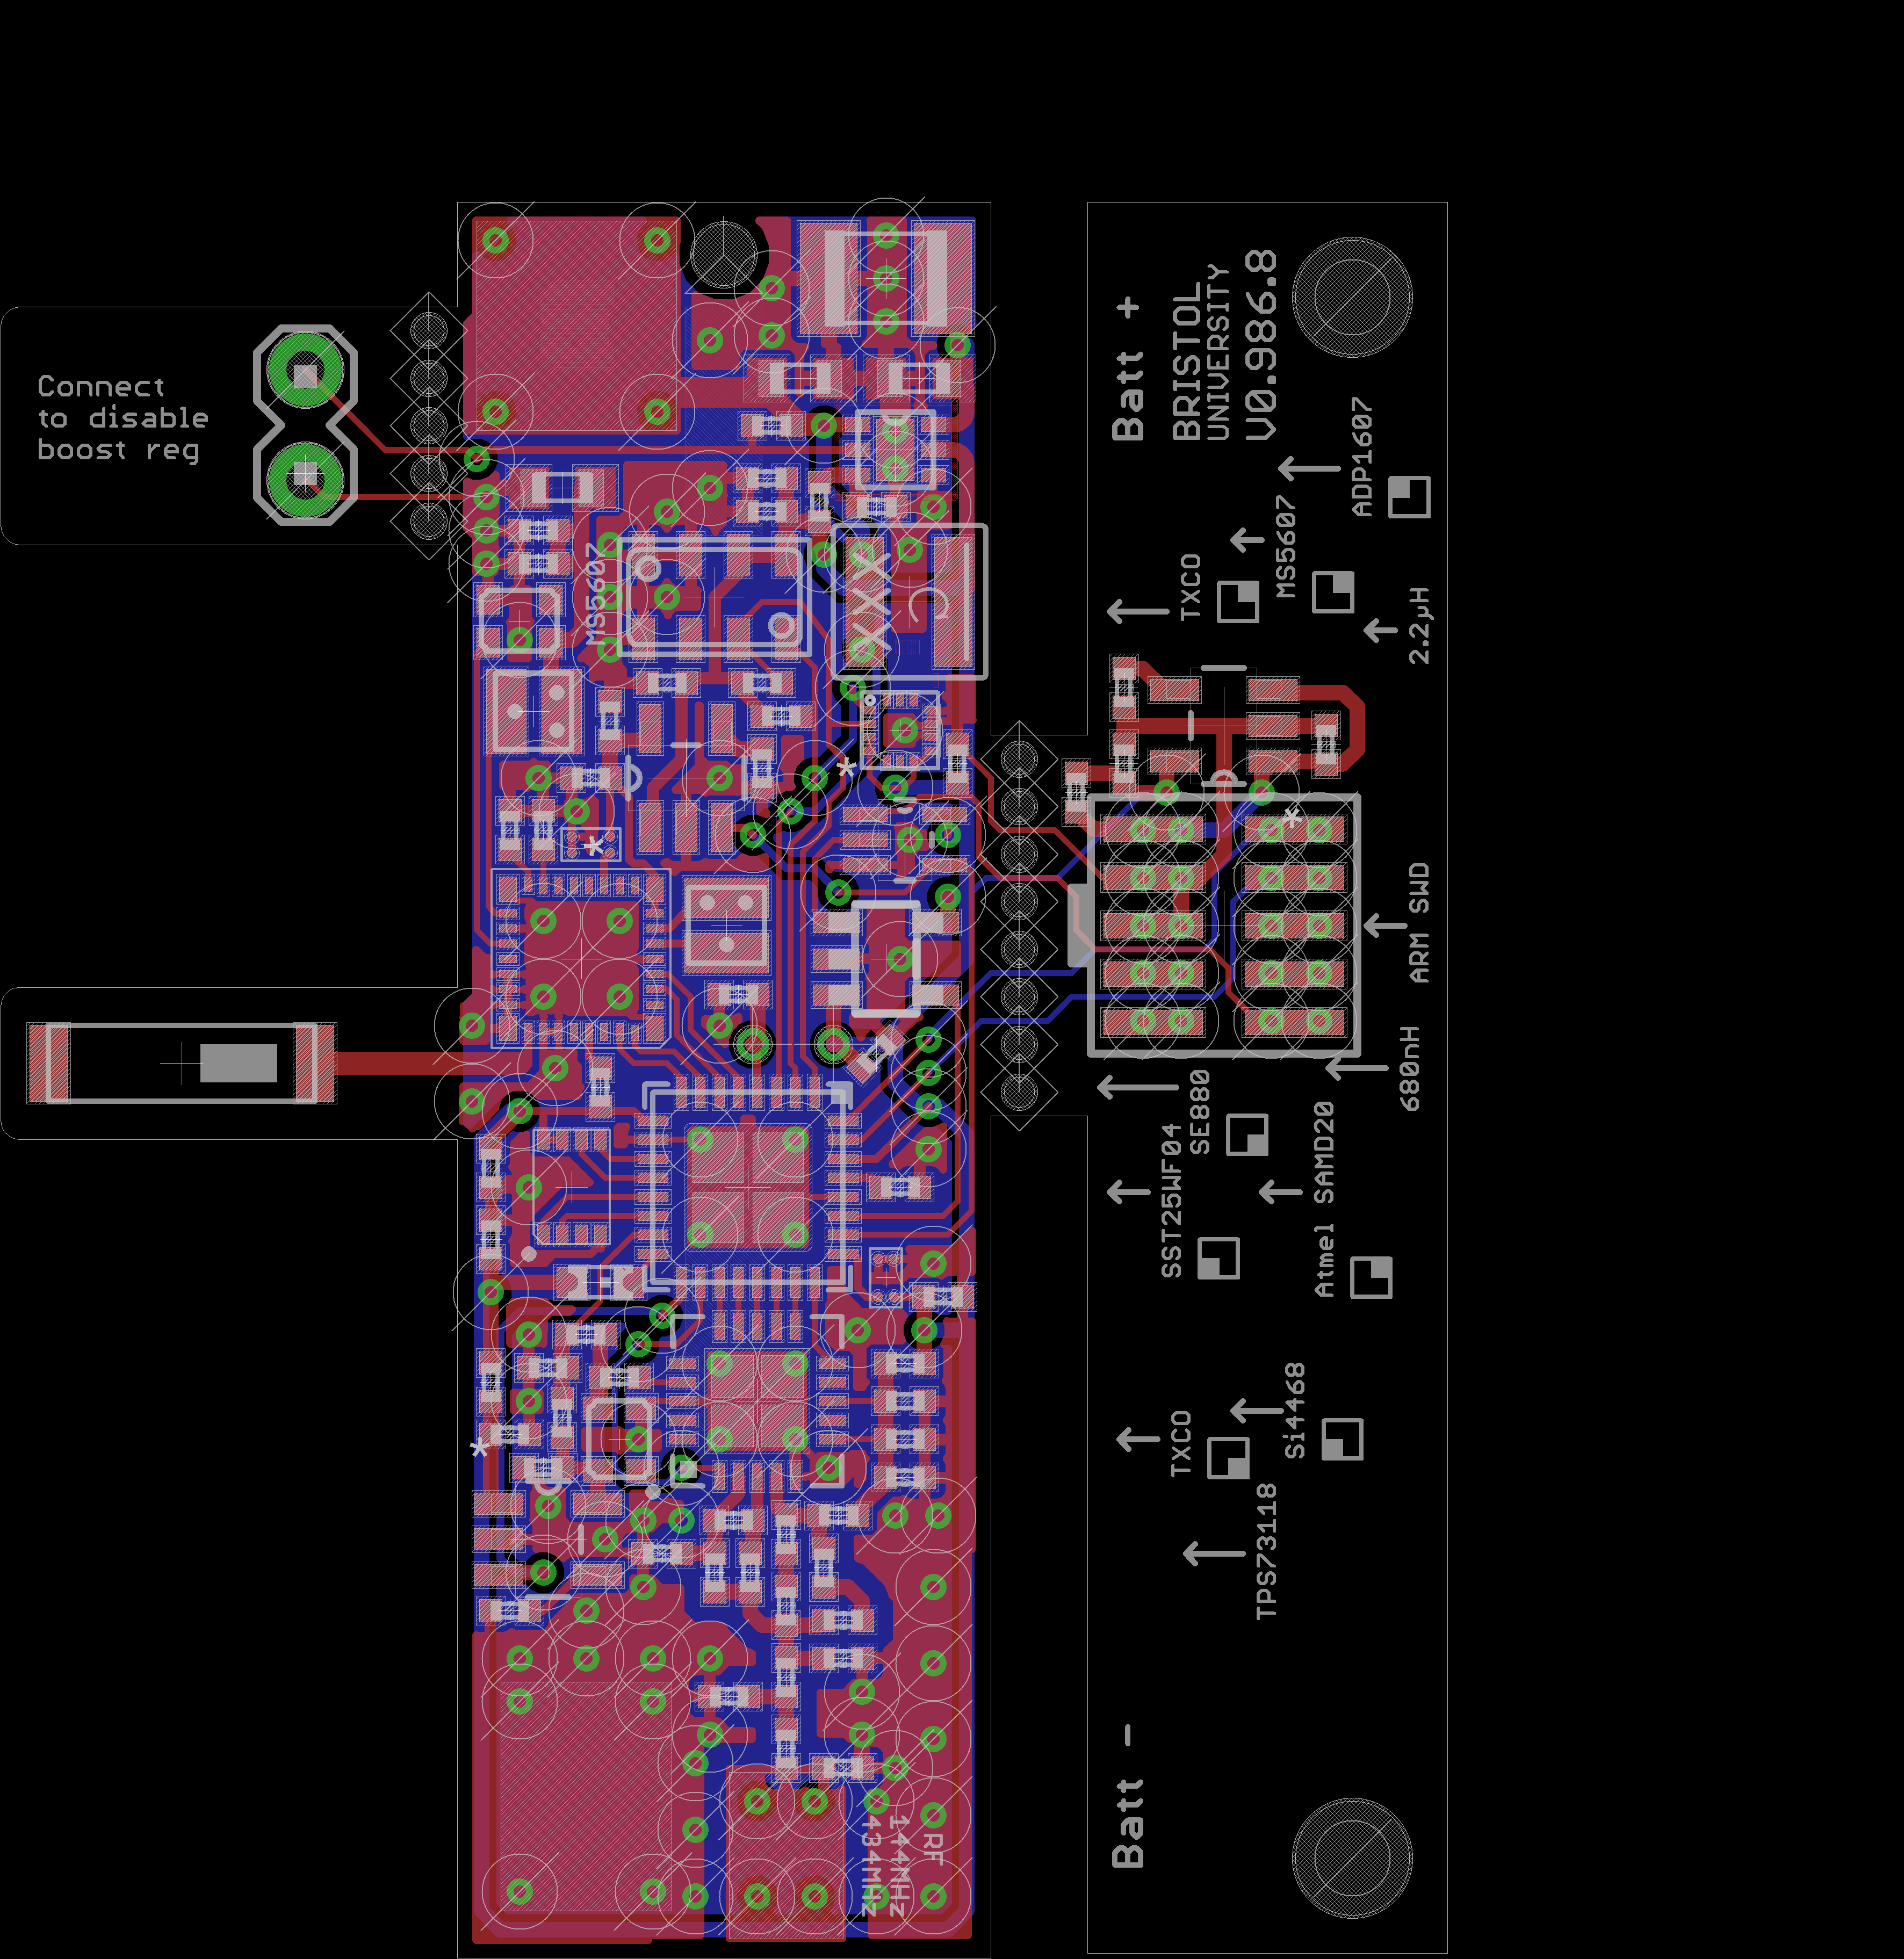 Connect
to disable
boost reg
MS5607
XXX
Batt +
BRISTOL
UNIVERSITY
V0.986.8
ADP1607
MS5607
TXCO
2.2µH
ARM SWD
680nH
SE880
SST25WF04
Atmel SAMD20
Si4468
TXCO
TPS73118
Batt -
RF
144MHz
434MHz